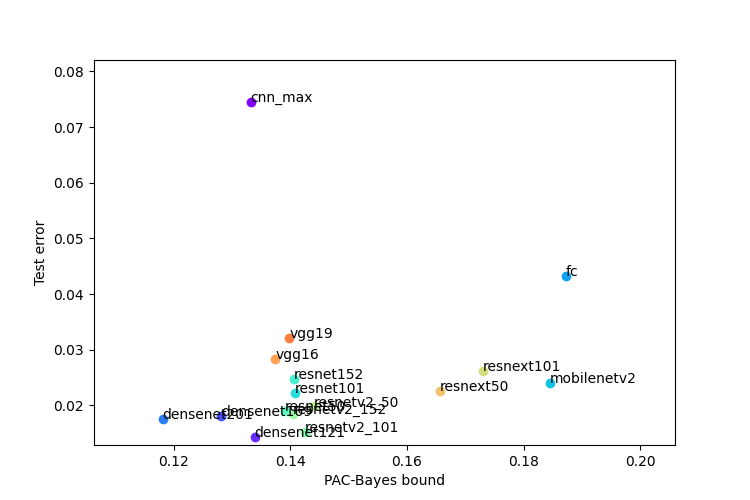 0.08
0.07
0.06
0.05
0.04
0.03
0.02
Test error
cnn_max
fc
vgg19
vgg16
resnet152
resnet101
resnext101
mobilenetv2
resnext50
resnetv2_50
resnet50
resnetv2_152
densenet201
densenet169
resnetv2_101
densenet121
0.12 0.14 0.16 0.18 0.20
PAC-Bayes bound